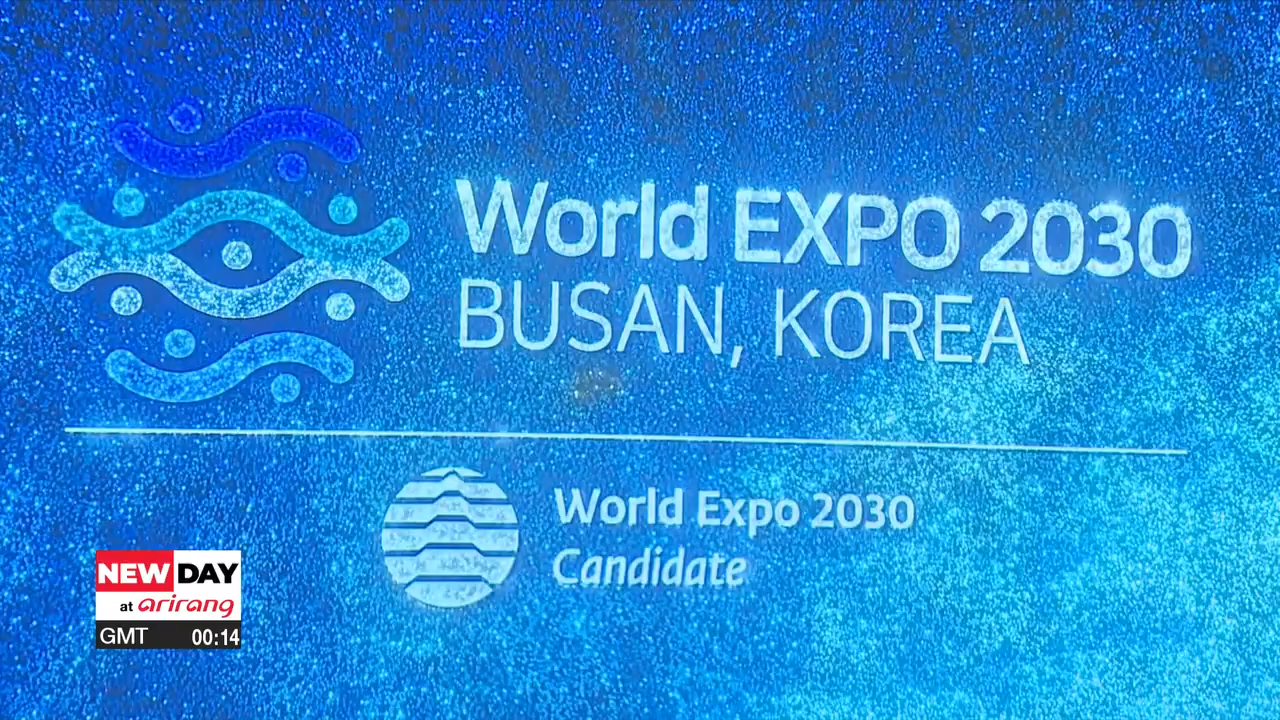 World EXPO 2030
BUSAN, KOREA
World Expo 2030
Candidate
NEW DAY
at arirang
GMT 00:14